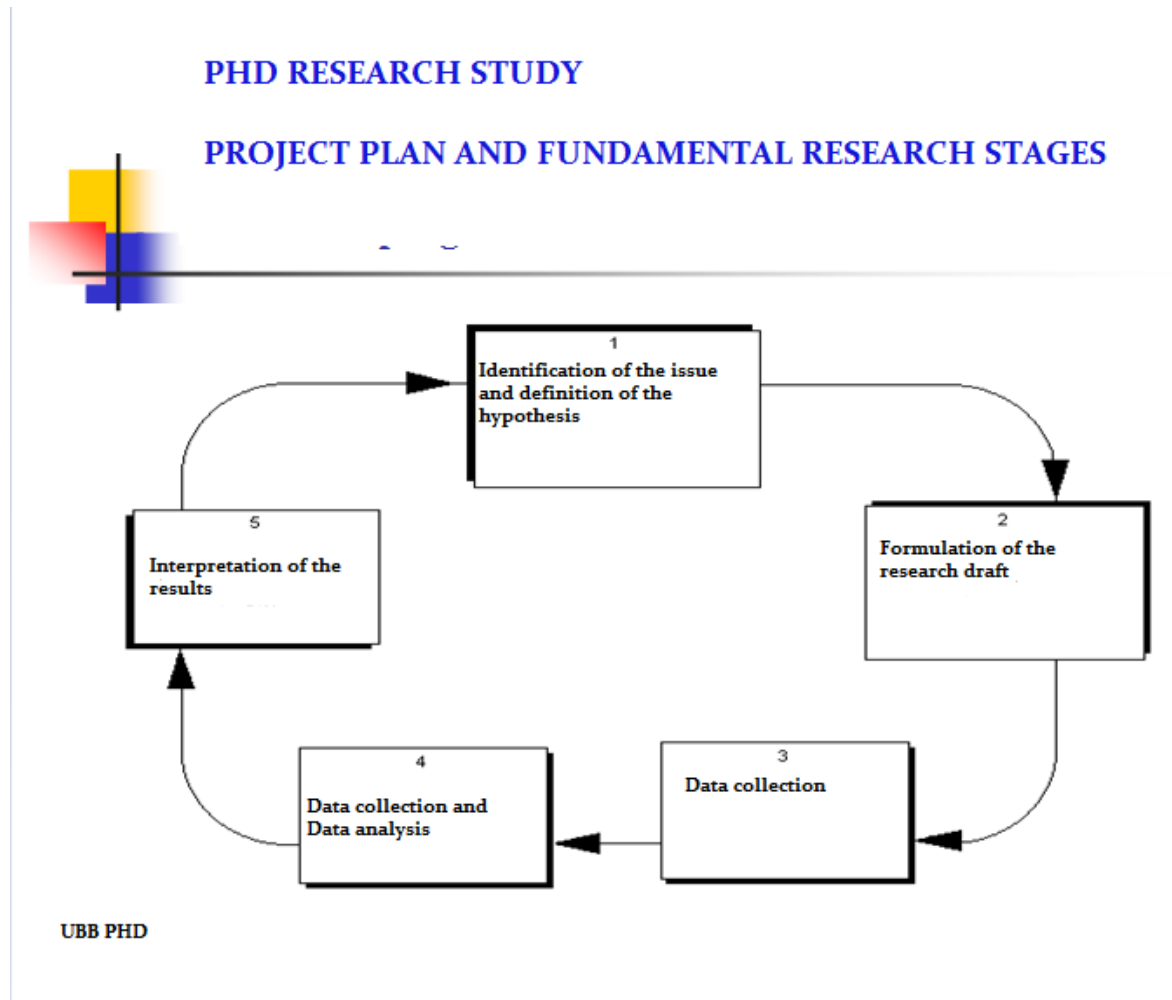 PHD RESEARCH STUDY
PROJECT PLAN AND FUNDAMENTAL RESEARCH STAGES
1
Identification of the issue
and definition of the
hypothesis
2
Formulation of the
research draft
3
Data collection
4
Data collection and
Data analysis
5
Interpretation of the
results
UBB PHD